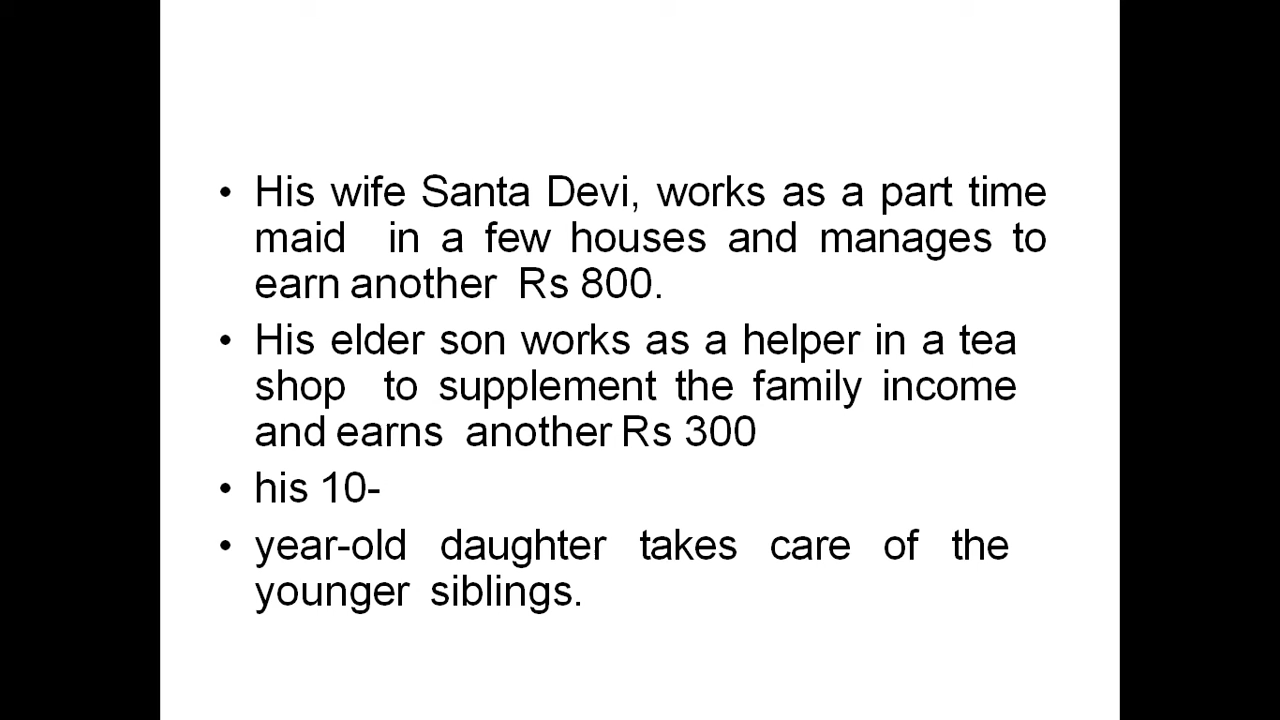 • His wife Santa Devi, works as a part time
maid in a few houses and manages to
earn another Rs 800.
• His elder son works as a helper in a tea
shop to supplement the family income
and earns another Rs 300
• his 10-
• year-old daughter takes care of the
younger siblings.